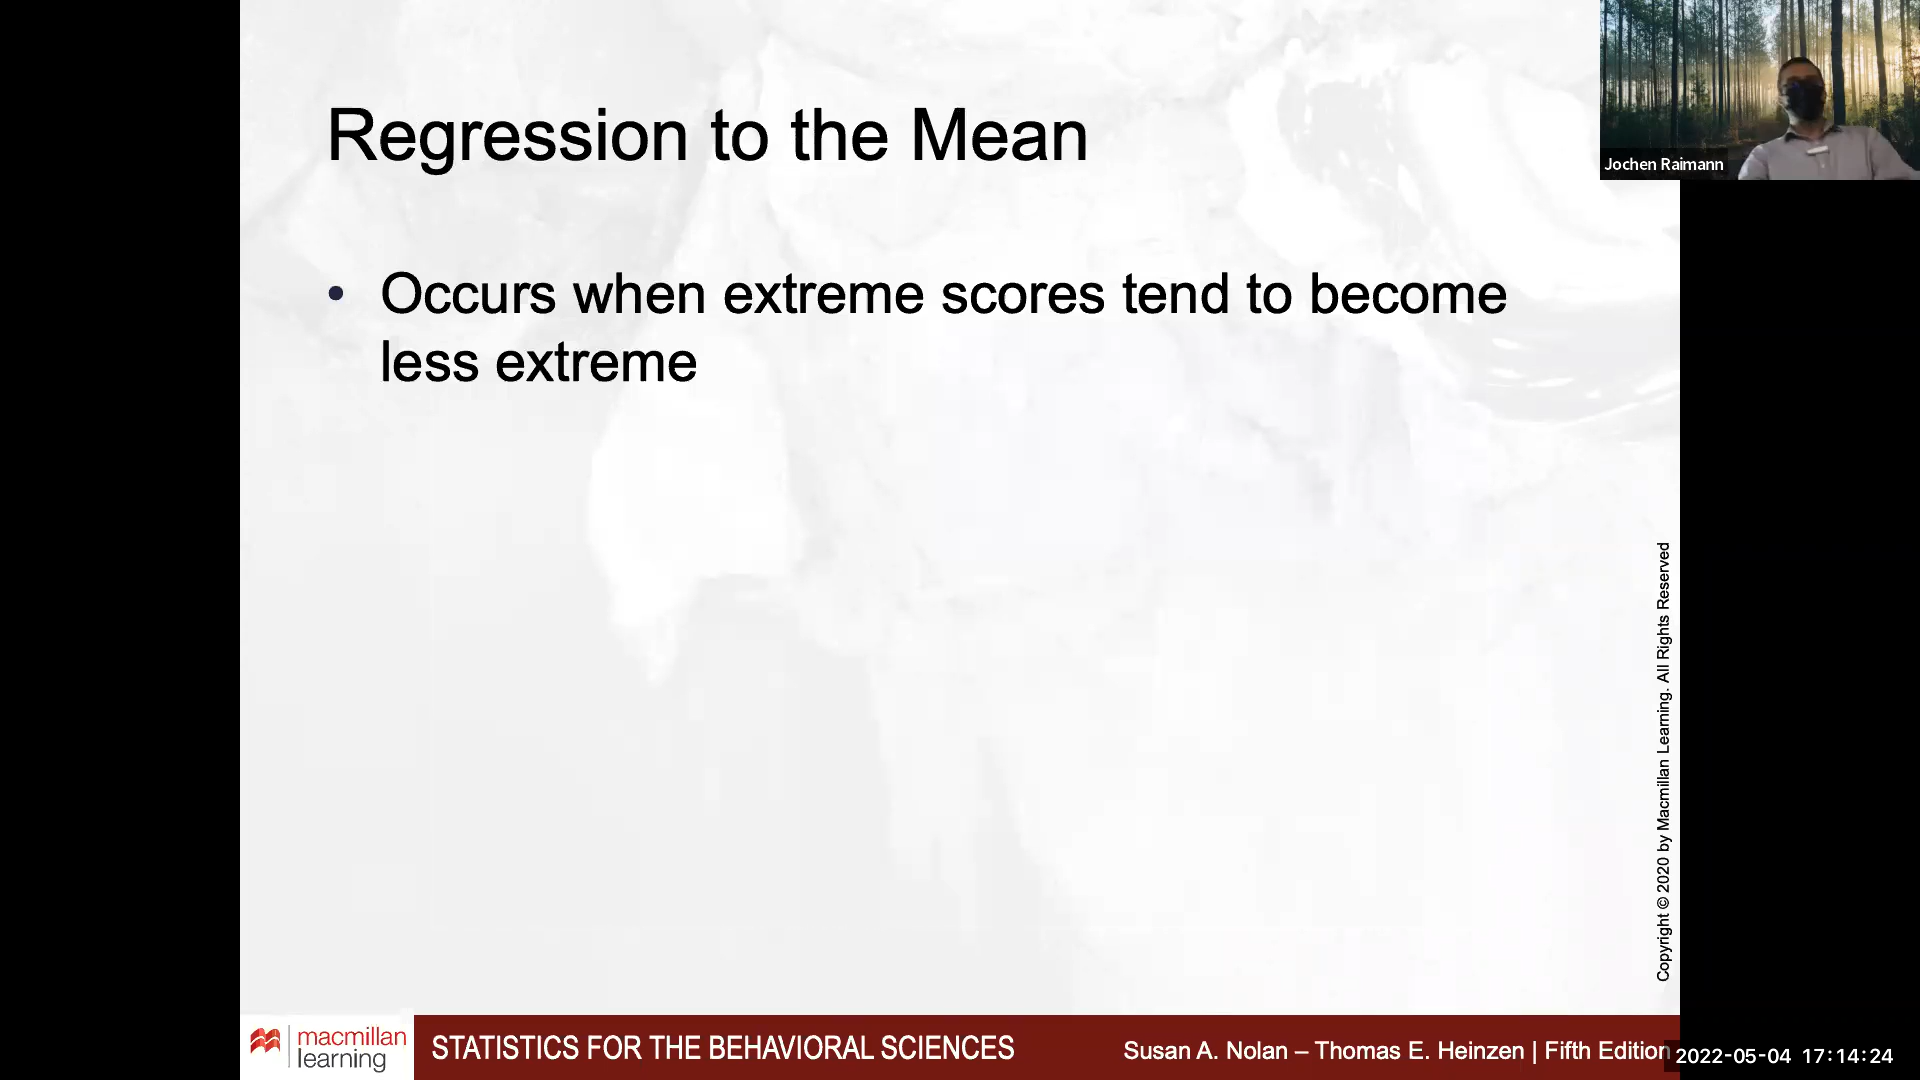 Regression to the Mean
Jochen Raimann
• Occurs when extreme scores tend to become
less extreme
Copyright © 2020 by Macmillan Learning. All Rights Reserved
macmillan
learning
STATISTICS FOR THE BEHAVIORAL SCIENCES
Susan A. Nolan – Thomas E. Heinzen | Fifth Edition
2022-05-04 17:14:24